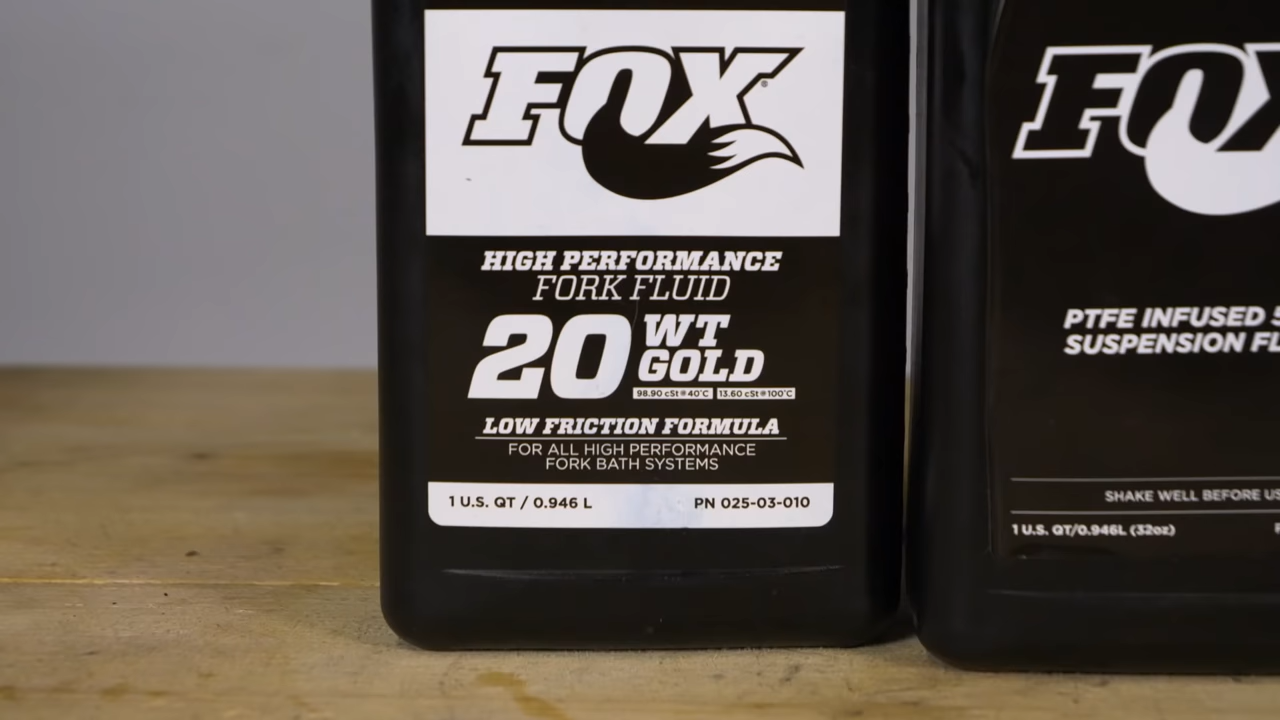 FOX
HIGH PERFORMANCE
FORK FLUID
20 WT
GOLD
98.90 cSt@40°C 13.60 cSt@100°C
LOW FRICTION FORMULA
FOR ALL HIGH PERFORMANCE
FORK BATH SYSTEMS
1 U.S. QT / 0.946 L PN 025-03-010
FOX
PTFE INFUSED
SUSPENSION
SHAKE WELL BEFORE
1 U.S. QT/0.946L (32oz)